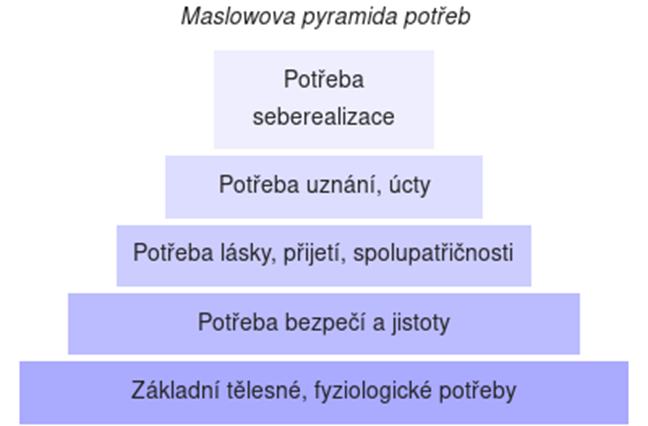 Maslowova pyramida potřeb
Potřeba
seberealizace
Potřeba uznání, úcty
Potřeba lásky, přijetí, spolupatřičnosti
Potřeba bezpečí a jistoty
Základní tělesné, fyziologické potřeby